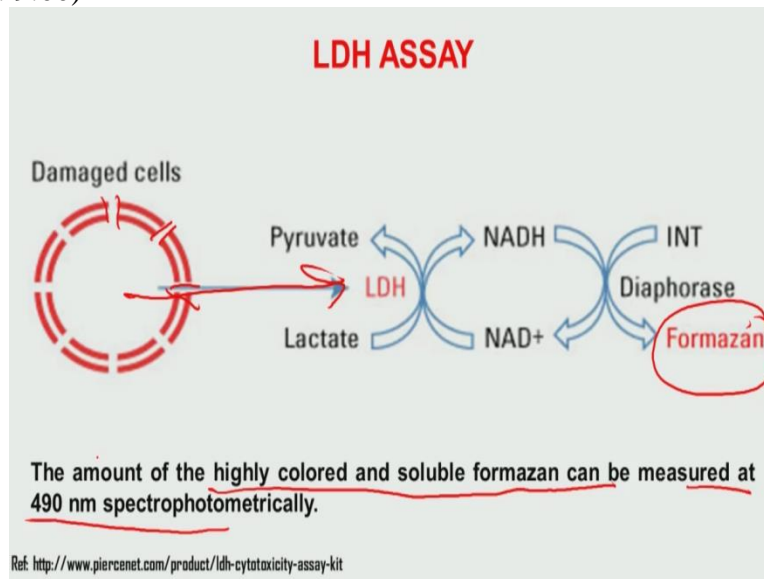 LDH ASSAY
Damaged cells
Pyruvate
NADH
INT
LDH
Diaphorase
Lactate
NAD+
Formazan
The amount of the highly colored and soluble formazan can be measured at
490 nm spectrophotometrically.
Ref: http://www.piercenet.com/product/ldh-cytotoxicity-assay-kit